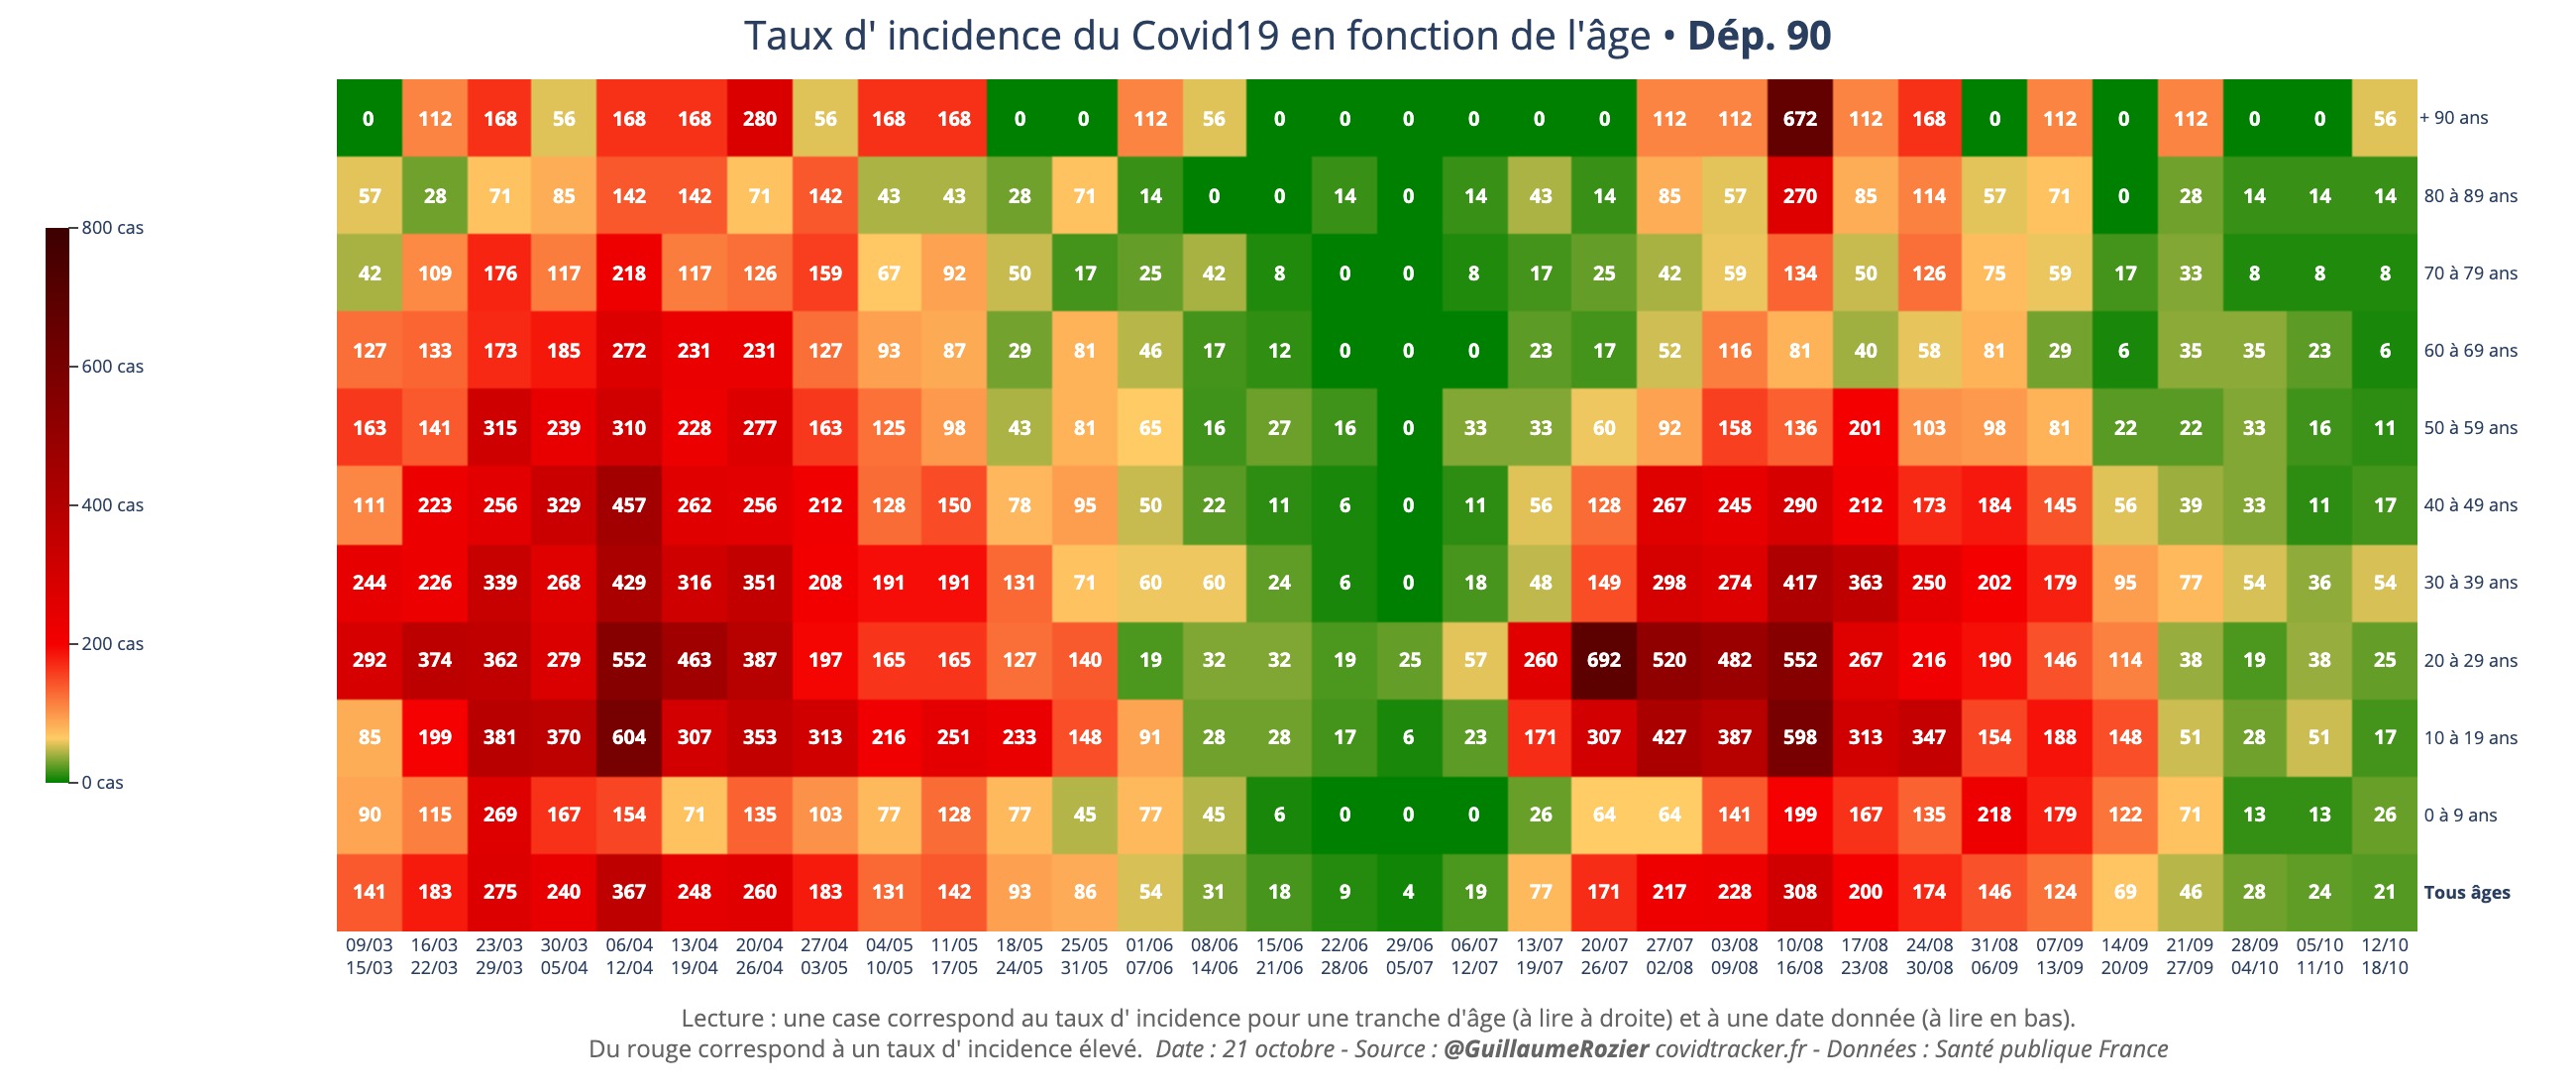 Taux d' incidence du Covid19 en fonction de l'âge • Dép. 90
0 112 168 56 168 168 280 56 168 168 0 0 112 56 0 0 0 0 0 0 112 112 672 112 168 0 112 0 112 0 0 56 + 90 ans
57 28 71 85 142 142 71 142 43 43 28 71 14 0 0 14 0 14 43 14 85 57 270 85 114 57 71 0 28 14 14 14 80 à 89 ans
800 cas
42 109 176 117 218 117 126 159 67 92 50 17 25 42 8 0 0 8 17 25 42 59 134 50 126 75 59 17 33 8 8 8 70 à 79 ans
127 133 173 185 272 231 231 127 93 87 29 81 46 17 12 0 0 0 23 17 52 116 81 40 58 81 29 6 35 35 23 6 60 à 69 ans
600 cas
163 141 315 239 310 228 277 163 125 98 43 81 65 16 27 16 0 33 33 60 92 158 136 201 103 98 81 22 22 33 16 11 50 à 59 ans
400 cas
111 223 256 329 457 262 256 212 128 150 78 95 50 22 11 6 0 11 56 128 267 245 290 212 173 184 145 56 39 33 11 17 40 à 49 ans
244 226 339 268 429 316 351 208 191 191 131 71 60 60 24 6 0 18 48 149 298 274 417 363 250 202 179 95 77 54 36 54 30 à 39 ans
200 cas
292 374 362 279 552 463 387 197 165 165 127 140 19 32 32 19 25 57 260 692 520 482 552 267 216 190 146 114 38 19 38 25 20 à 29 ans
85 199 381 370 604 307 353 313 216 251 233 148 91 28 28 17 6 23 171 307 427 387 598 313 347 154 188 148 51 28 51 17 10 à 19 ans
0 cas
90 115 269 167 154 71 135 103 77 128 77 45 77 45 6 0 0 0 26 64 64 141 199 167 135 218 179 122 71 13 13 26 0 à 9 ans
141 183 275 240 367 248 260 183 131 142 93 86 54 31 18 9 4 19 77 171 217 228 308 200 174 146 124 69 46 28 24 21 Tous âges
09/03 16/03 23/03 30/03 06/04 13/04 20/04 27/04 04/05 11/05 18/05 25/05 01/06 08/06 15/06 22/06 29/06 06/07 13/07 20/07 27/07 03/08 10/08 17/08 24/08 31/08 07/09 14/09 21/09 28/09 05/10 12/10
15/03 22/03 29/03 05/04 12/04 19/04 26/04 03/05 10/05 17/05 24/05 31/05 07/06 14/06 21/06 28/06 05/07 12/07 19/07 26/07 02/08 09/08 16/08 23/08 30/08 06/09 13/09 20/09 27/09 04/10 11/10 18/10
Lecture : une case correspond au taux d' incidence pour une tranche d'âge (à lire à droite) et à une date donnée (à lire en bas).
Du rouge correspond à un taux d' incidence élevé. Date : 21 octobre - Source : @GuillaumeRozier covidtracker.fr - Données : Santé publique France